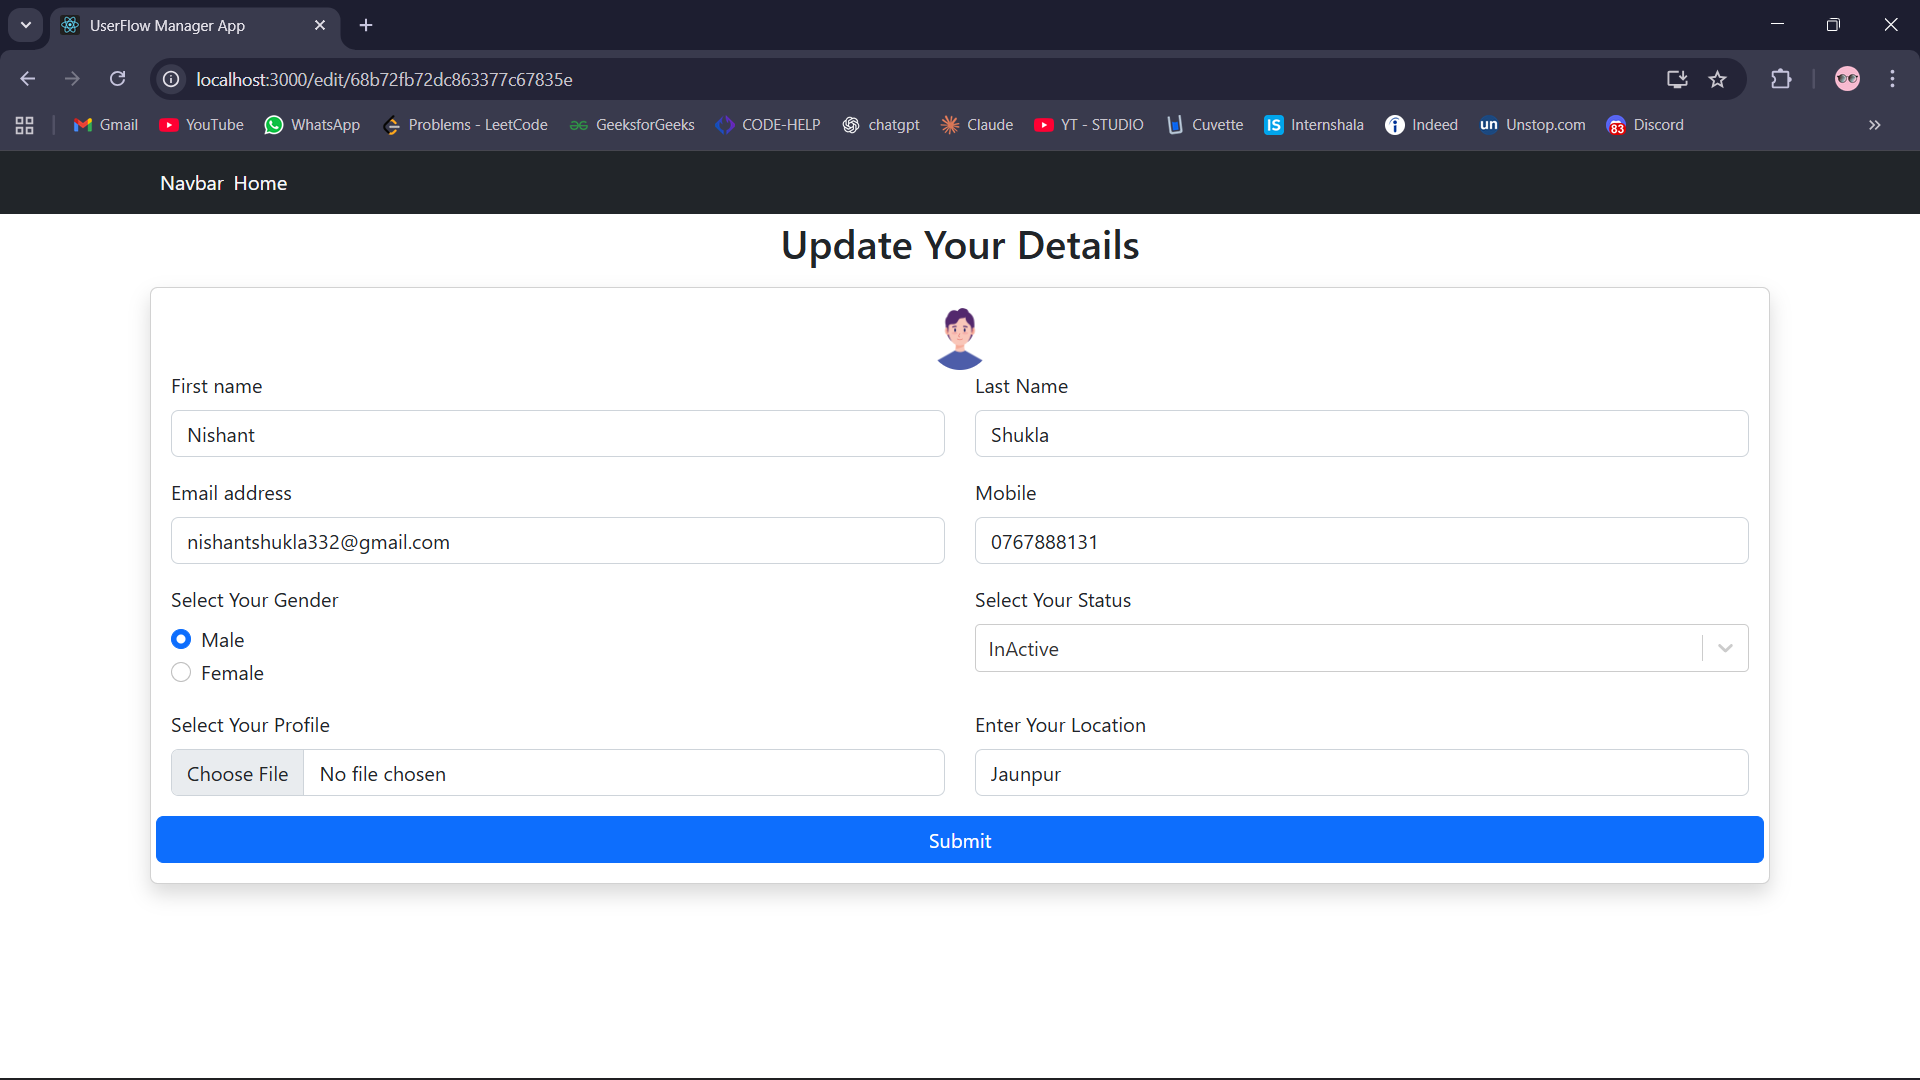 UserFlow Manager App
localhost:3000/edit/68b72fb72dc863377c67835e
Gmail YouTube WhatsApp Problems - LeetCode GeeksforGeeks CODE-HELP chatgpt Claude YT - STUDIO Cuvette IS Internshala Indeed un Unstop.com 83 Discord
Navbar Home
Update Your Details
First name Last Name
Nishant Shukla
Email address Mobile
nishantshukla332@gmail.com 0767888131
Select Your Gender Select Your Status
Male InActive
Female
Select Your Profile Enter Your Location
Choose File No file chosen Jaunpur
Submit